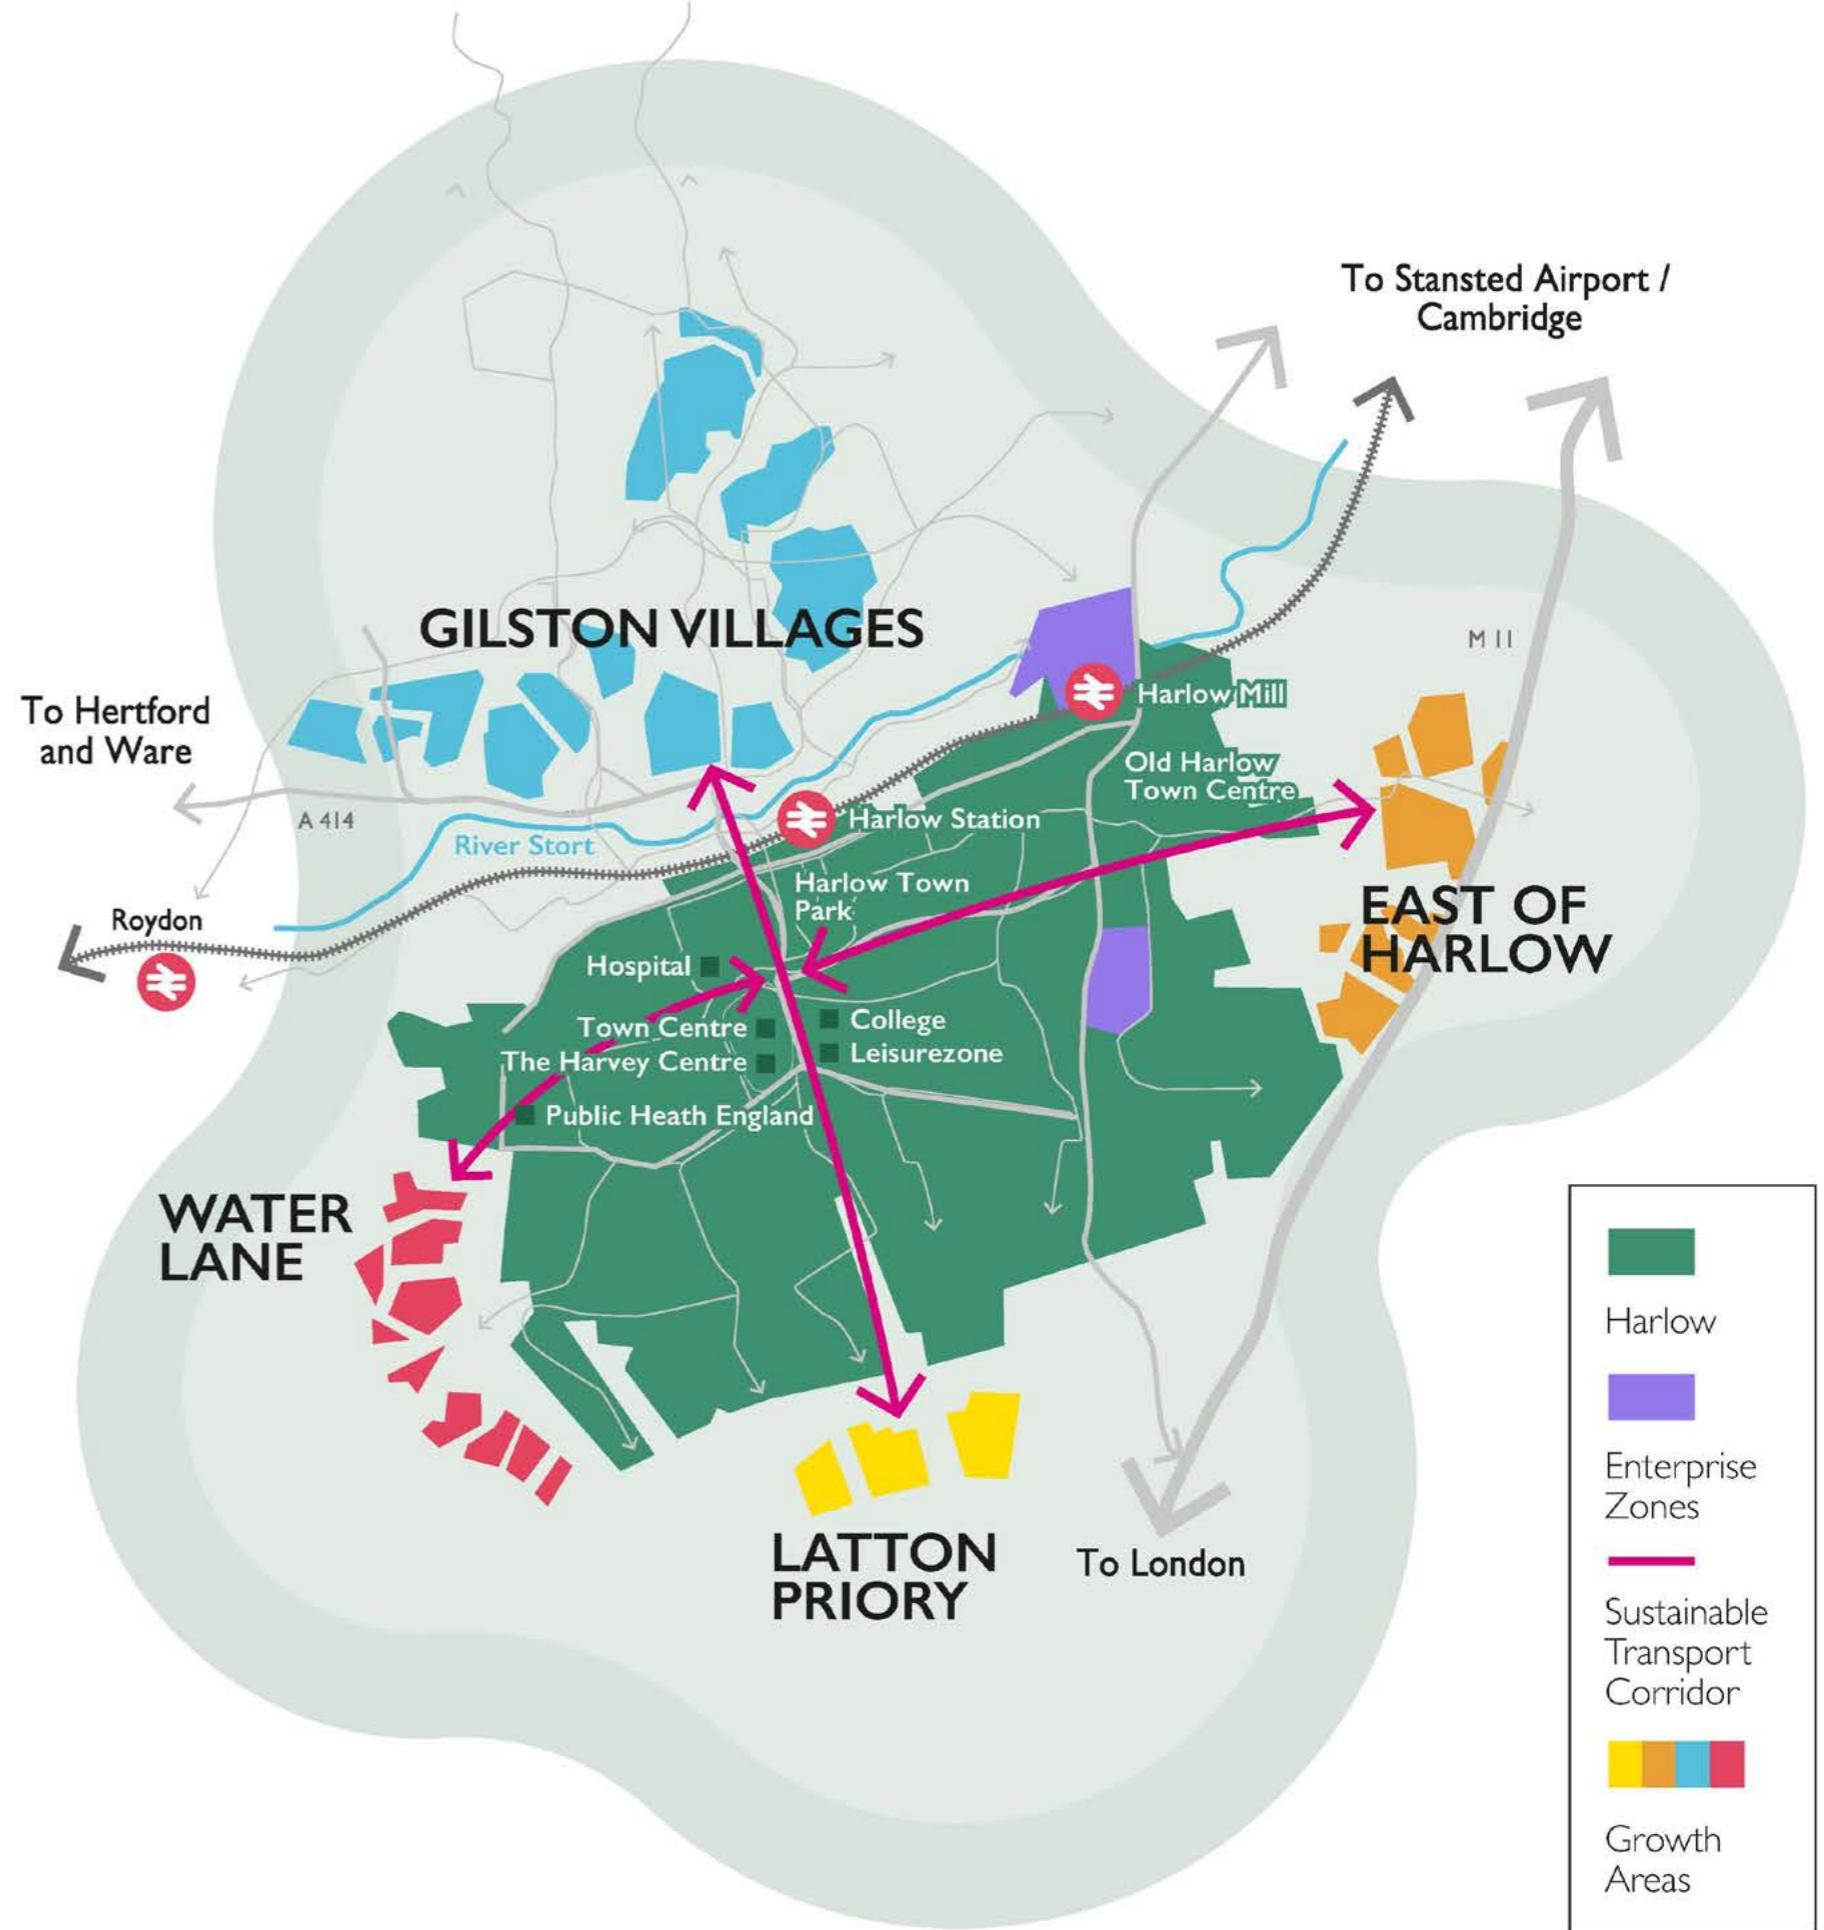 To Stansted Airport /
Cambridge
GILSTON VILLAGES
M 11
To Hertford
and Ware
Harlow Mill
Old Harlow
Town Centre
A 414
River Stort
Harlow Station
Harlow Town
Park
EAST OF
HARLOW
Roydon
Hospital
Town Centre
College
The Harvey Centre
Leisurezone
Public Heath England
WATER
LANE
LATTON
PRIORY
To London
Harlow
Enterprise
Zones
Sustainable
Transport
Corridor
Growth
Areas